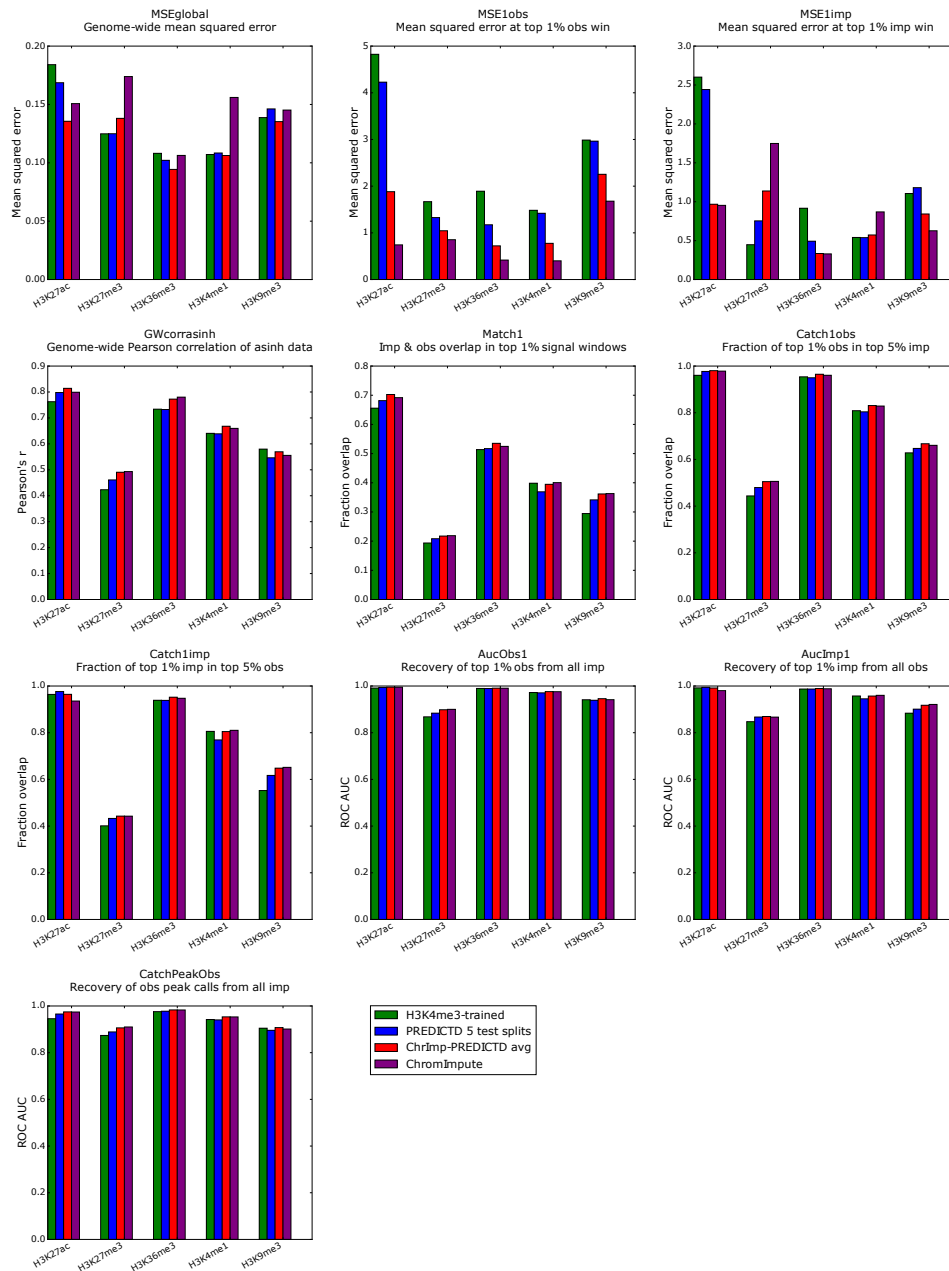 MSEglobal
Genome-wide mean squared error
Mean squared error
0.20
0.15
0.10
0.05
0.00
H3K27ac
H3K27me3
H3K36me3
H3K4me1
H3K9me3
MSE1obs
Mean squared error at top 1% obs win
Mean squared error
5
4
3
2
1
0
H3K27ac
H3K27me3
H3K36me3
H3K4me1
H3K9me3
MSE1imp
Mean squared error at top 1% imp win
Mean squared error
3.0
2.5
2.0
1.5
1.0
0.5
0.0
H3K27ac
H3K27me3
H3K36me3
H3K4me1
H3K9me3
GWcorrasinh
Genome-wide Pearson correlation of asinh data
Pearson's r
0.9
0.8
0.7
0.6
0.5
0.4
0.3
0.2
0.1
0.0
H3K27ac
H3K27me3
H3K36me3
H3K4me1
H3K9me3
Match1
Imp & obs overlap in top 1% signal windows
Fraction overlap
0.8
0.7
0.6
0.5
0.4
0.3
0.2
0.1
0.0
H3K27ac
H3K27me3
H3K36me3
H3K4me1
H3K9me3
Catch1obs
Fraction of top 1% obs in top 5% imp
Fraction overlap
1.0
0.8
0.6
0.4
0.2
0.0
H3K27ac
H3K27me3
H3K36me3
H3K4me1
H3K9me3
Catch1imp
Fraction of top 1% imp in top 5% obs
Fraction overlap
1.0
0.8
0.6
0.4
0.2
0.0
H3K27ac
H3K27me3
H3K36me3
H3K4me1
H3K9me3
AucObs1
Recovery of top 1% obs from all imp
ROC AUC
1.0
0.8
0.6
0.4
0.2
0.0
H3K27ac
H3K27me3
H3K36me3
H3K4me1
H3K9me3
AucImp1
Recovery of top 1% imp from all obs
ROC AUC
1.0
0.8
0.6
0.4
0.2
0.0
H3K27ac
H3K27me3
H3K36me3
H3K4me1
H3K9me3
CatchPeakObs
Recovery of obs peak calls from all imp
ROC AUC
1.0
0.8
0.6
0.4
0.2
0.0
H3K27ac
H3K27me3
H3K36me3
H3K4me1
H3K9me3
H3K4me3-trained
PREDICTD 5 test splits
ChrImp-PREDICTD avg
ChromImpute